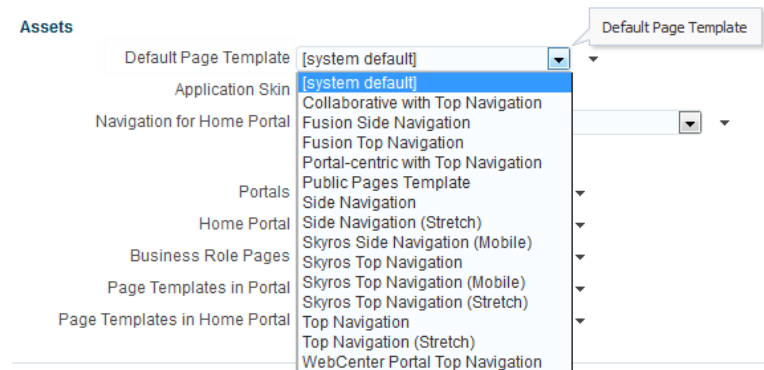 Assets
Default Page Template
Default Page Template [system default]
Application Skin [system default]
Collaborative with Top Navigation
Navigation for Home Portal Fusion Side Navigation
Fusion Top Navigation
Portal-centric with Top Navigation
Public Pages Template
Portals Side Navigation
Home Portal Side Navigation (Stretch)
Skyros Side Navigation (Mobile)
Business Role Pages Skyros Top Navigation
Page Templates in Portal Skyros Top Navigation (Mobile)
Skyros Top Navigation (Stretch)
Page Templates in Home Portal Top Navigation
Top Navigation (Stretch)
WebCenter Portal Top Navigation